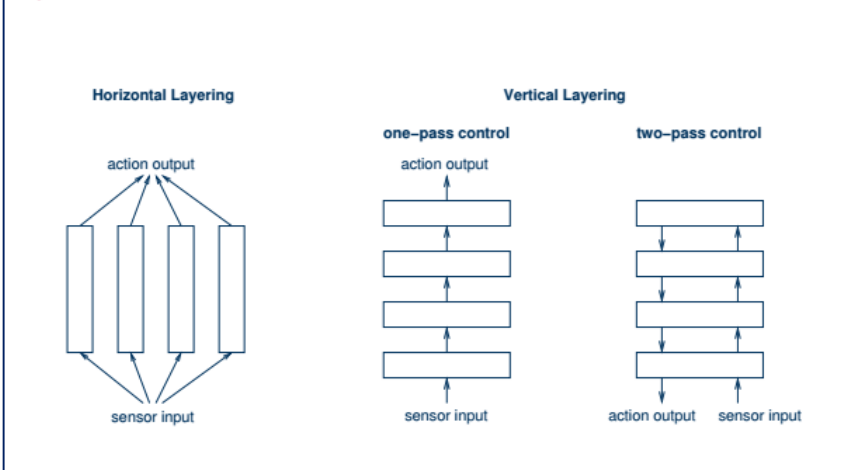 Horizontal Layering
Vertical Layering
one−pass control
two−pass control
action output
action output
sensor input
sensor input
action output
sensor input